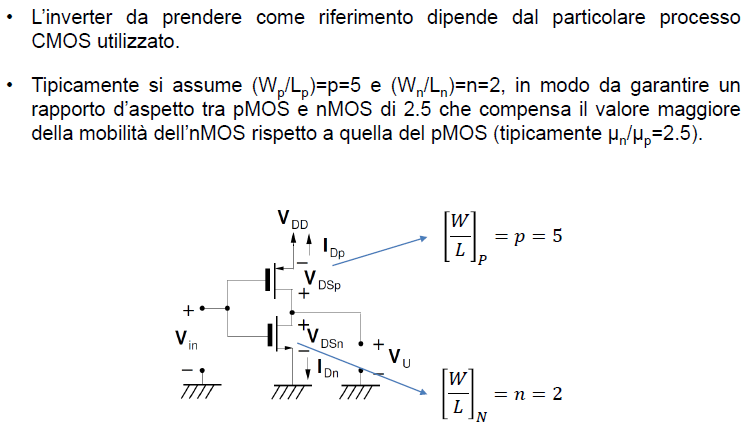 • L’inverter da prendere come riferimento dipende dal particolare processo
CMOS utilizzato.
• Tipicamente si assume (Wp/Lp)=p=5 e (Wn/Ln)=n=2, in modo da garantire un
rapporto d’aspetto tra pMOS e nMOS di 2.5 che compensa il valore maggiore
della mobilità dell’nMOS rispetto a quella del pMOS (tipicamente μn/μp=2.5).
VDD
IDp
[W/L]P = p = 5
−
VDSp
+
+
Vin
−
+
VDSn
−
IDn
+
VU
−
[W/L]N = n = 2